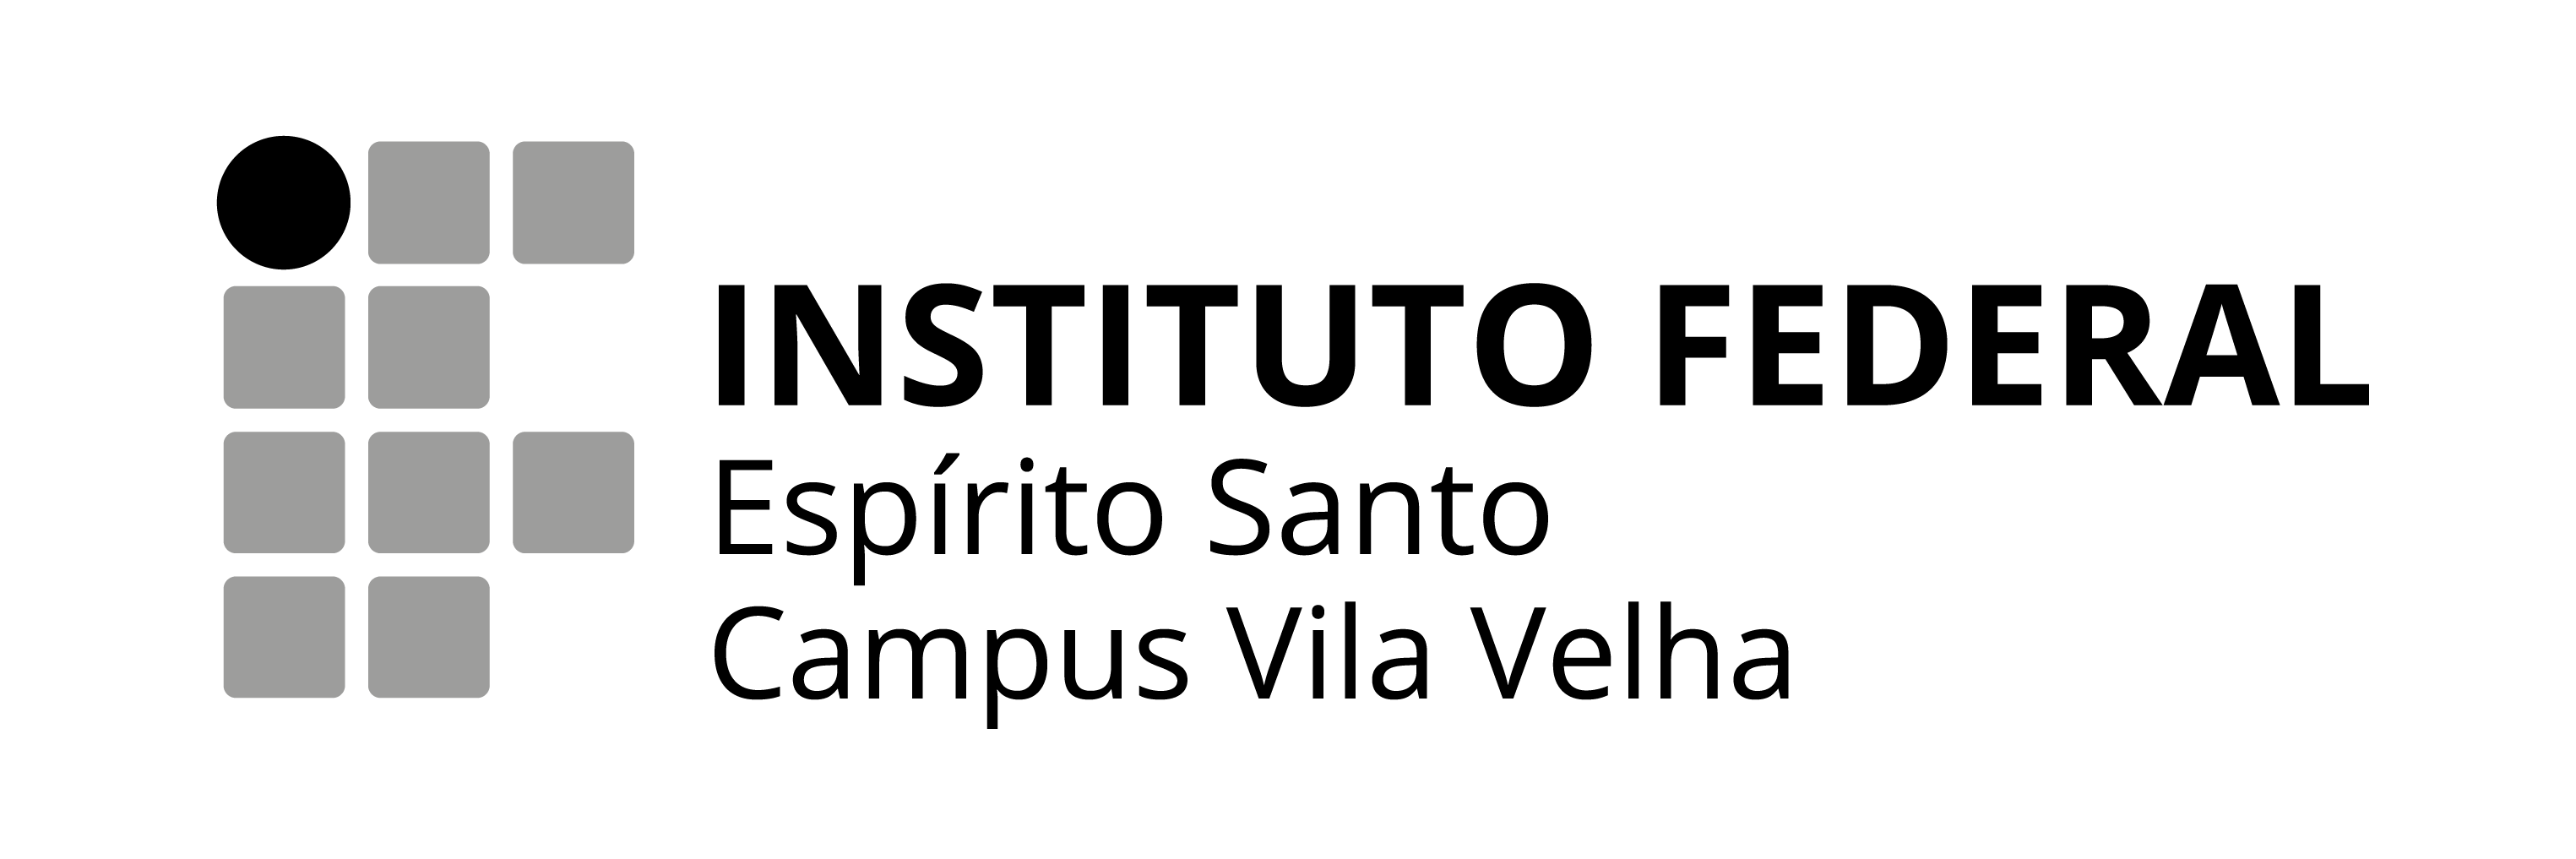 INSTITUTO FEDERAL
Espírito Santo
Campus Vila Velha